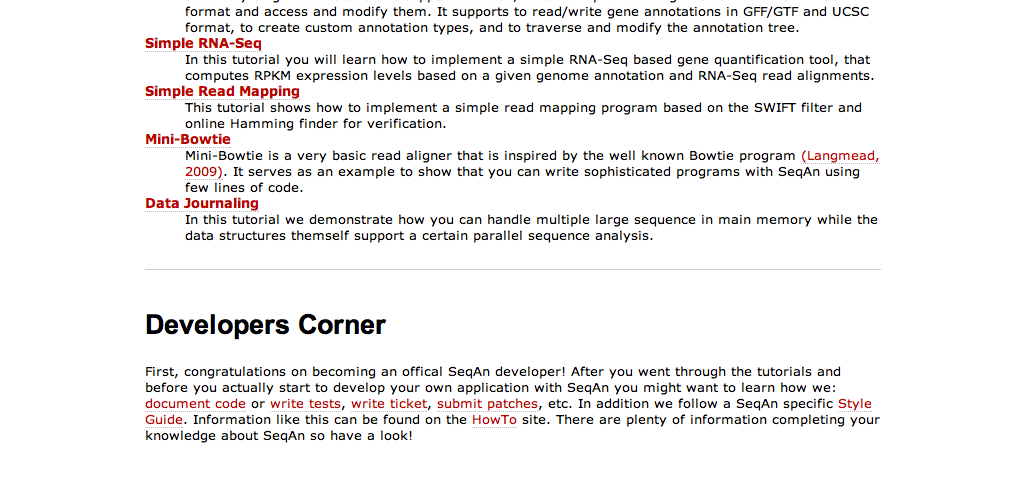 format and access and modify them. It supports to read/write gene annotations in GFF/GTF and UCSC
format, to create custom annotation types, and to traverse and modify the annotation tree.
Simple RNA-Seq
In this tutorial you will learn how to implement a simple RNA-Seq based gene quantification tool, that
computes RPKM expression levels based on a given genome annotation and RNA-Seq read alignments.
Simple Read Mapping
This tutorial shows how to implement a simple read mapping program based on the SWIFT filter and
online Hamming finder for verification.
Mini-Bowtie
Mini-Bowtie is a very basic read aligner that is inspired by the well known Bowtie program (Langmead,
2009). It serves as an example to show that you can write sophisticated programs with SeqAn using
few lines of code.
Data Journaling
In this tutorial we demonstrate how you can handle multiple large sequence in main memory while the
data structures themself support a certain parallel sequence analysis.
Developers Corner
First, congratulations on becoming an offical SeqAn developer! After you went through the tutorials and
before you actually start to develop your own application with SeqAn you might want to learn how we:
document code or write tests, write ticket, submit patches, etc. In addition we follow a SeqAn specific Style
Guide. Information like this can be found on the HowTo site. There are plenty of information completing your
knowledge about SeqAn so have a look!